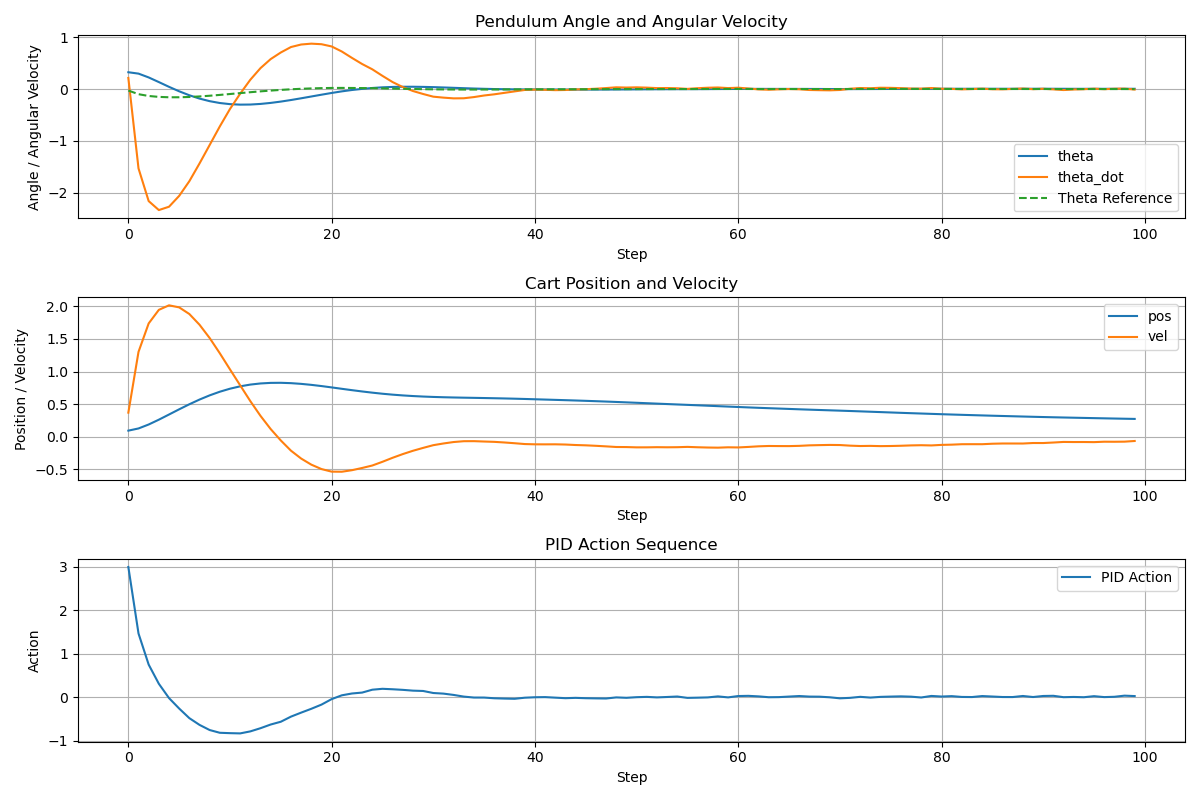 Pendulum Angle and Angular Velocity
Angle / Angular Velocity
1
0
−1
−2
theta
theta_dot
Theta Reference
0 20 40 60 80 100
Step
Cart Position and Velocity
Position / Velocity
2.0
1.5
1.0
0.5
0.0
−0.5
pos
vel
0 20 40 60 80 100
Step
PID Action Sequence
Action
3
2
1
0
−1
PID Action
0 20 40 60 80 100
Step